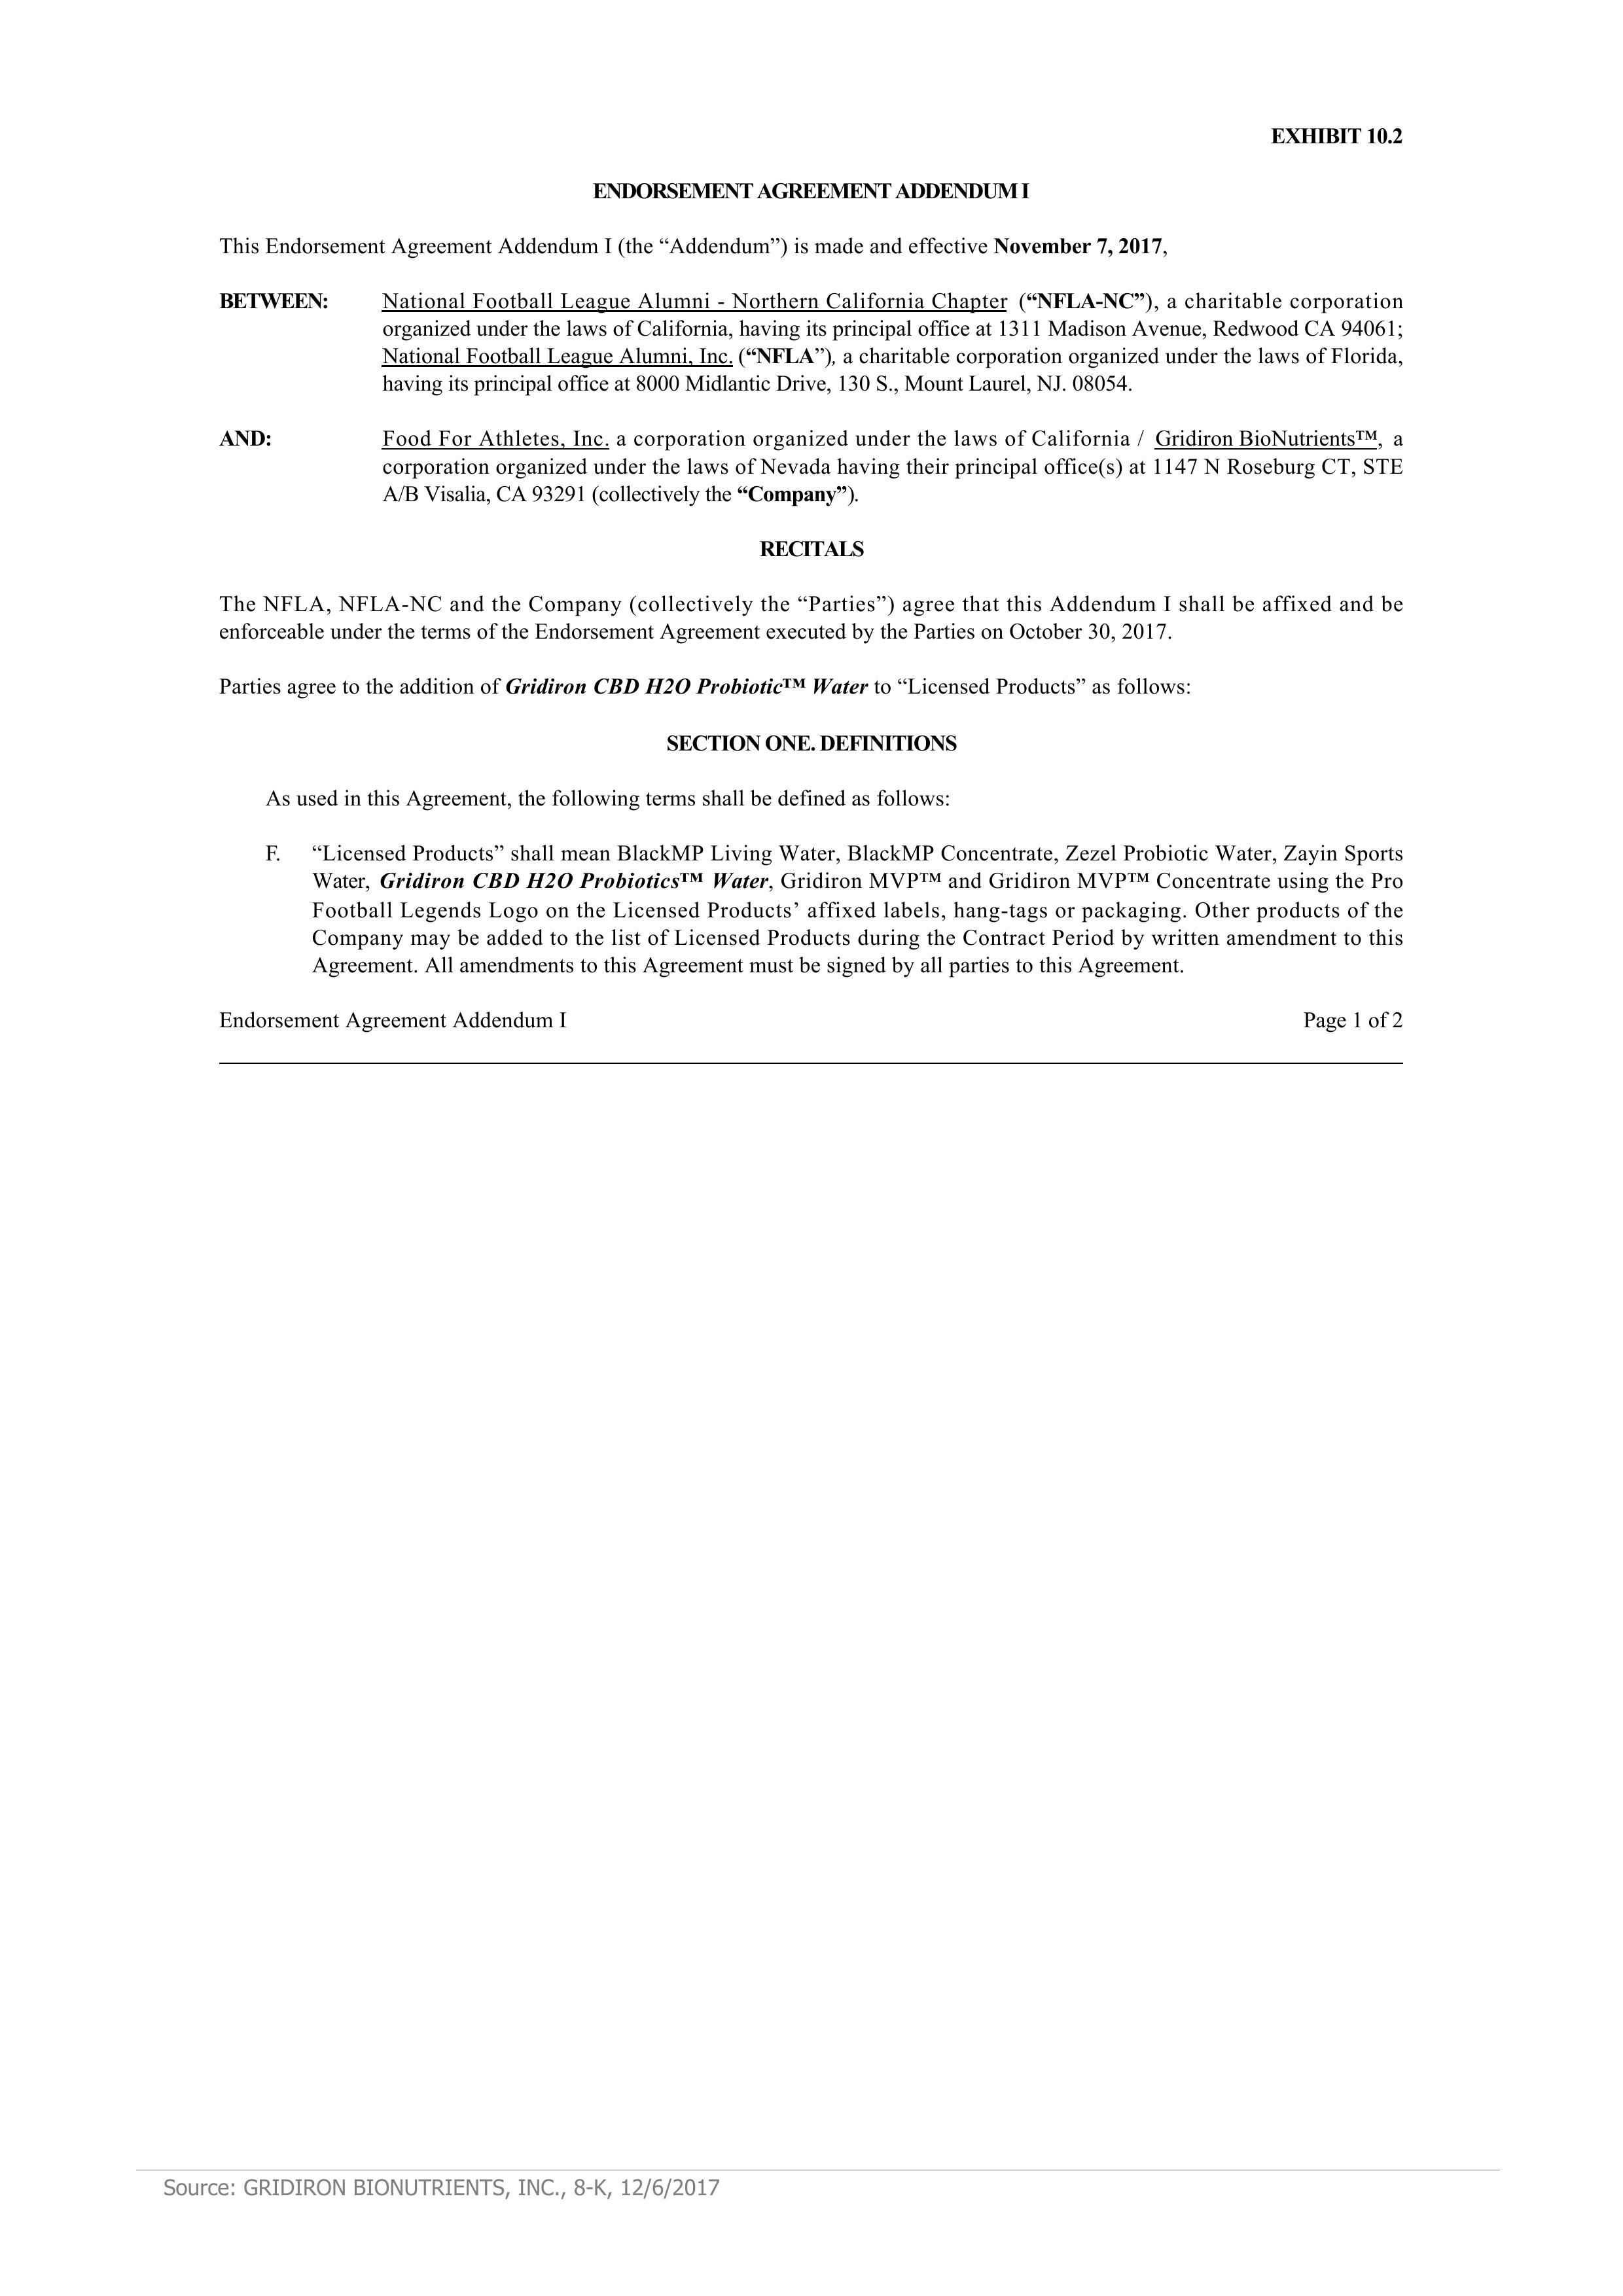 EXHIBIT 10.2
ENDORSEMENT AGREEMENT ADDENDUM I
This Endorsement Agreement Addendum I (the “Addendum”) is made and effective November 7, 2017,
BETWEEN: National Football League Alumni - Northern California Chapter (“NFLA-NC”), a charitable corporation
organized under the laws of California, having its principal office at 1311 Madison Avenue, Redwood CA 94061;
National Football League Alumni, Inc. (“NFLA”), a charitable corporation organized under the laws of Florida,
having its principal office at 8000 Midlantic Drive, 130 S., Mount Laurel, NJ. 08054.
AND: Food For Athletes, Inc. a corporation organized under the laws of California / Gridiron BioNutrients™, a
corporation organized under the laws of Nevada having their principal office(s) at 1147 N Roseburg CT, STE
A/B Visalia, CA 93291 (collectively the “Company”).
RECITALS
The NFLA, NFLA-NC and the Company (collectively the “Parties”) agree that this Addendum I shall be affixed and be
enforceable under the terms of the Endorsement Agreement executed by the Parties on October 30, 2017.
Parties agree to the addition of Gridiron CBD H2O Probiotic™ Water to “Licensed Products” as follows:
SECTION ONE. DEFINITIONS
As used in this Agreement, the following terms shall be defined as follows:
F. “Licensed Products” shall mean BlackMP Living Water, BlackMP Concentrate, Zezel Probiotic Water, Zayin Sports
Water, Gridiron CBD H2O Probiotics™ Water, Gridiron MVP™ and Gridiron MVP™ Concentrate using the Pro
Football Legends Logo on the Licensed Products’ affixed labels, hang-tags or packaging. Other products of the
Company may be added to the list of Licensed Products during the Contract Period by written amendment to this
Agreement. All amendments to this Agreement must be signed by all parties to this Agreement.
Endorsement Agreement Addendum I Page 1 of 2
Source: GRIDIRON BIONUTRIENTS, INC., 8-K, 12/6/2017